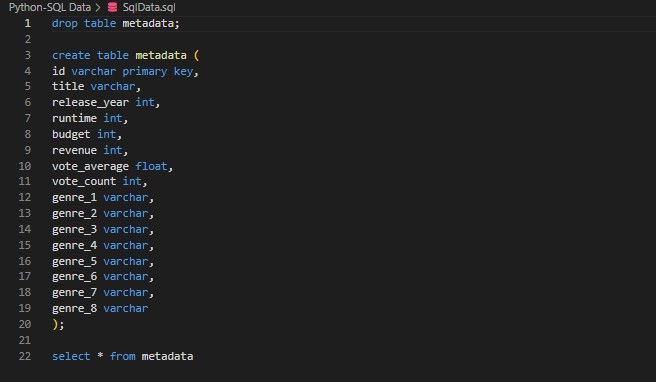 Python-SQL Data > SqlData.sql
1 drop table metadata;
2
3 create table metadata (
4 id varchar primary key,
5 title varchar,
6 release_year int,
7 runtime int,
8 budget int,
9 revenue int,
10 vote_average float,
11 vote_count int,
12 genre_1 varchar,
13 genre_2 varchar,
14 genre_3 varchar,
15 genre_4 varchar,
16 genre_5 varchar,
17 genre_6 varchar,
18 genre_7 varchar,
19 genre_8 varchar
20 );
21
22 select * from metadata